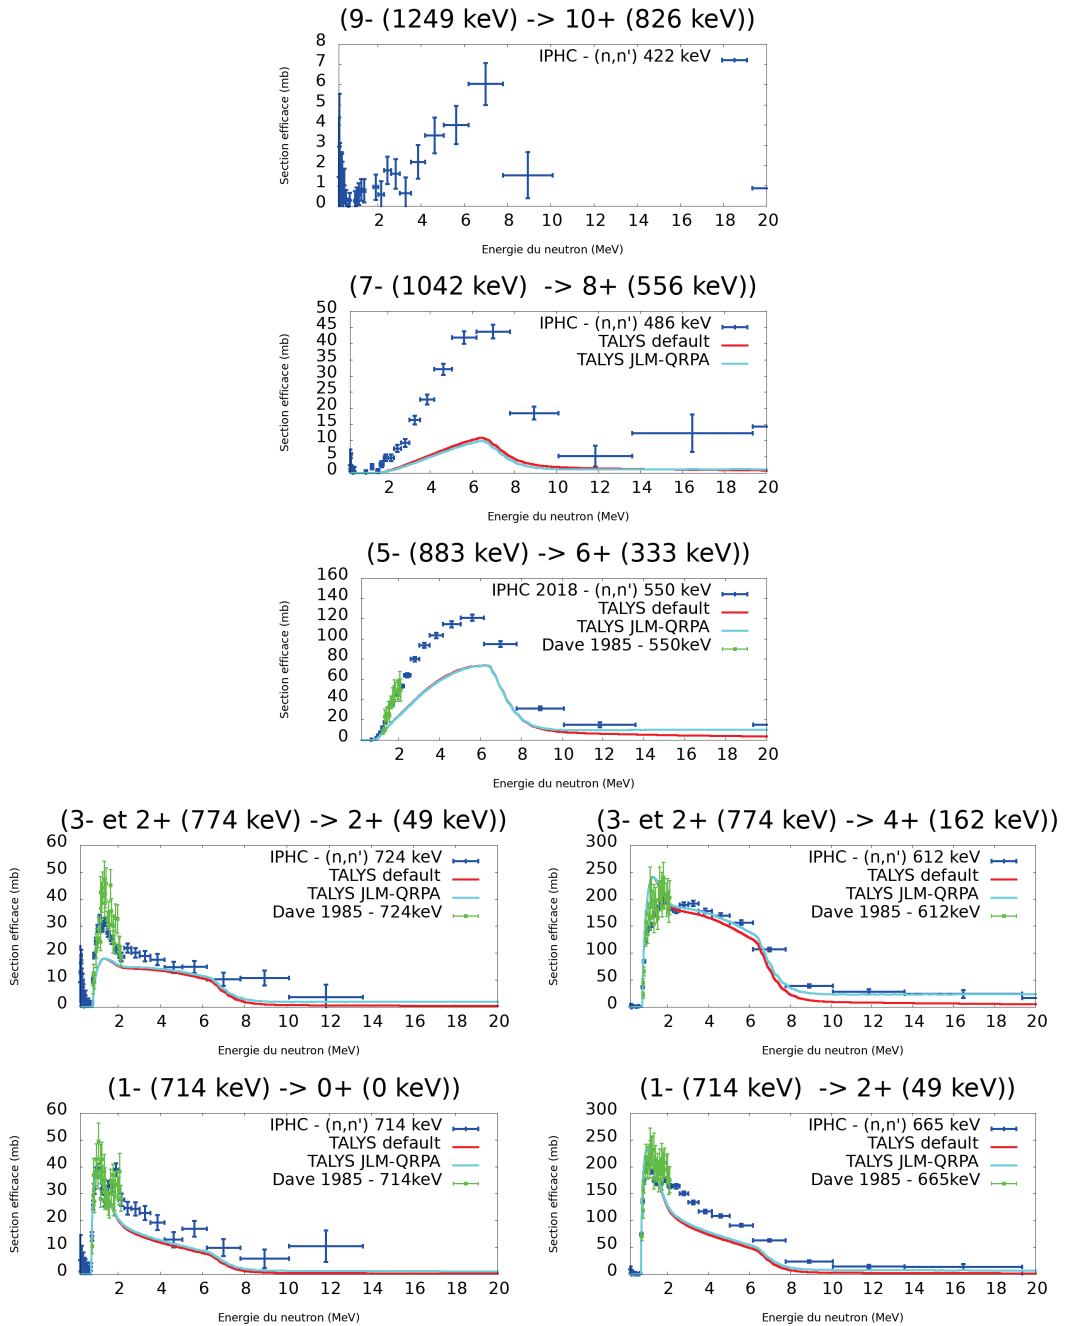 (9- (1249 keV) -> 10+ (826 keV))
8
7
6
5
4
3
2
1
0
Section efficace (mb)
IPHC - (n,n') 422 keV
2 4 6 8 10 12 14 16 18 20
Energie du neutron (MeV)
(7- (1042 keV)  -> 8+ (556 keV))
50
45
40
35
30
25
20
15
10
5
0
Section efficace (mb)
IPHC - (n,n') 486 keV
TALYS default
TALYS JLM-QRPA
2 4 6 8 10 12 14 16 18 20
Energie du neutron (MeV)
(5- (883 keV) -> 6+ (333 keV))
160
140
120
100
80
60
40
20
0
Section efficace (mb)
IPHC 2018 - (n,n') 550 keV
TALYS default
TALYS JLM-QRPA
Dave 1985 - 550keV
2 4 6 8 10 12 14 16 18 20
Energie du neutron (MeV)
(3- et 2+ (774 keV) -> 2+ (49 keV))
60
50
40
30
20
10
0
Section efficace (mb)
IPHC - (n,n') 724 keV
TALYS default
TALYS JLM-QRPA
Dave 1985 - 724keV
2 4 6 8 10 12 14 16 18 20
Energie du neutron (MeV)
(3- et 2+ (774 keV) -> 4+ (162 keV))
300
250
200
150
100
50
0
Section efficace (mb)
IPHC - (n,n') 612 keV
TALYS default
TALYS JLM-QRPA
Dave 1985 - 612keV
2 4 6 8 10 12 14 16 18 20
Energie du neutron (MeV)
(1- (714 keV) -> 0+ (0 keV))
60
50
40
30
20
10
0
Section efficace (mb)
IPHC - (n,n') 714 keV
TALYS default
TALYS JLM-QRPA
Dave 1985 - 714keV
2 4 6 8 10 12 14 16 18 20
Energie du neutron (MeV)
(1- (714 keV)  -> 2+ (49 keV))
300
250
200
150
100
50
0
Section efficace (mb)
IPHC - (n,n') 665 keV
TALYS default
TALYS JLM-QRPA
Dave 1985 - 665keV
2 4 6 8 10 12 14 16 18 20
Energie du neutron (MeV)